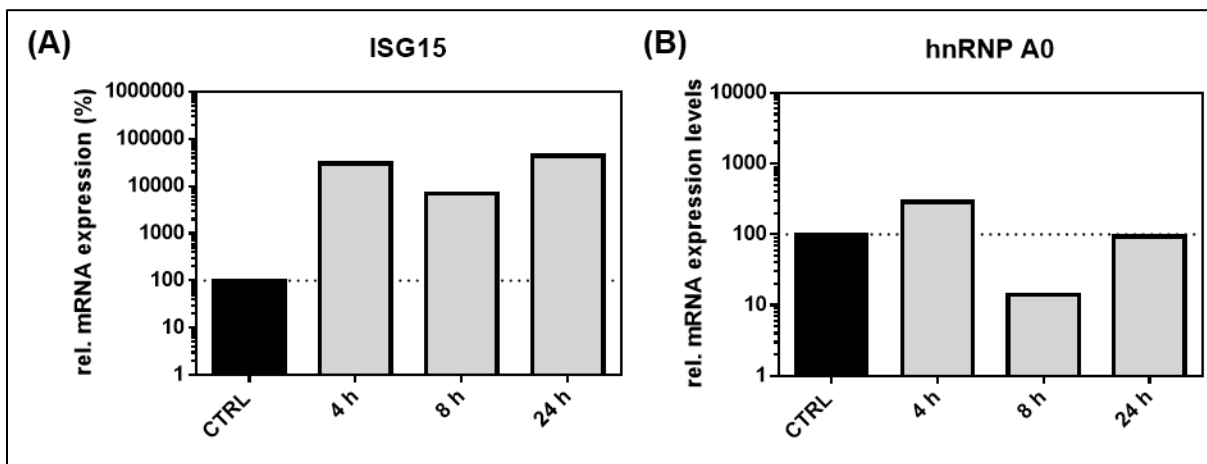 (A)
ISG15
rel. mRNA expression (%)
1000000
100000
10000
1000
100
10
1
CTRL
4 h
8 h
24 h
(B)
hnRNP A0
rel. mRNA expression levels
10000
1000
100
10
1
CTRL
4 h
8 h
24 h